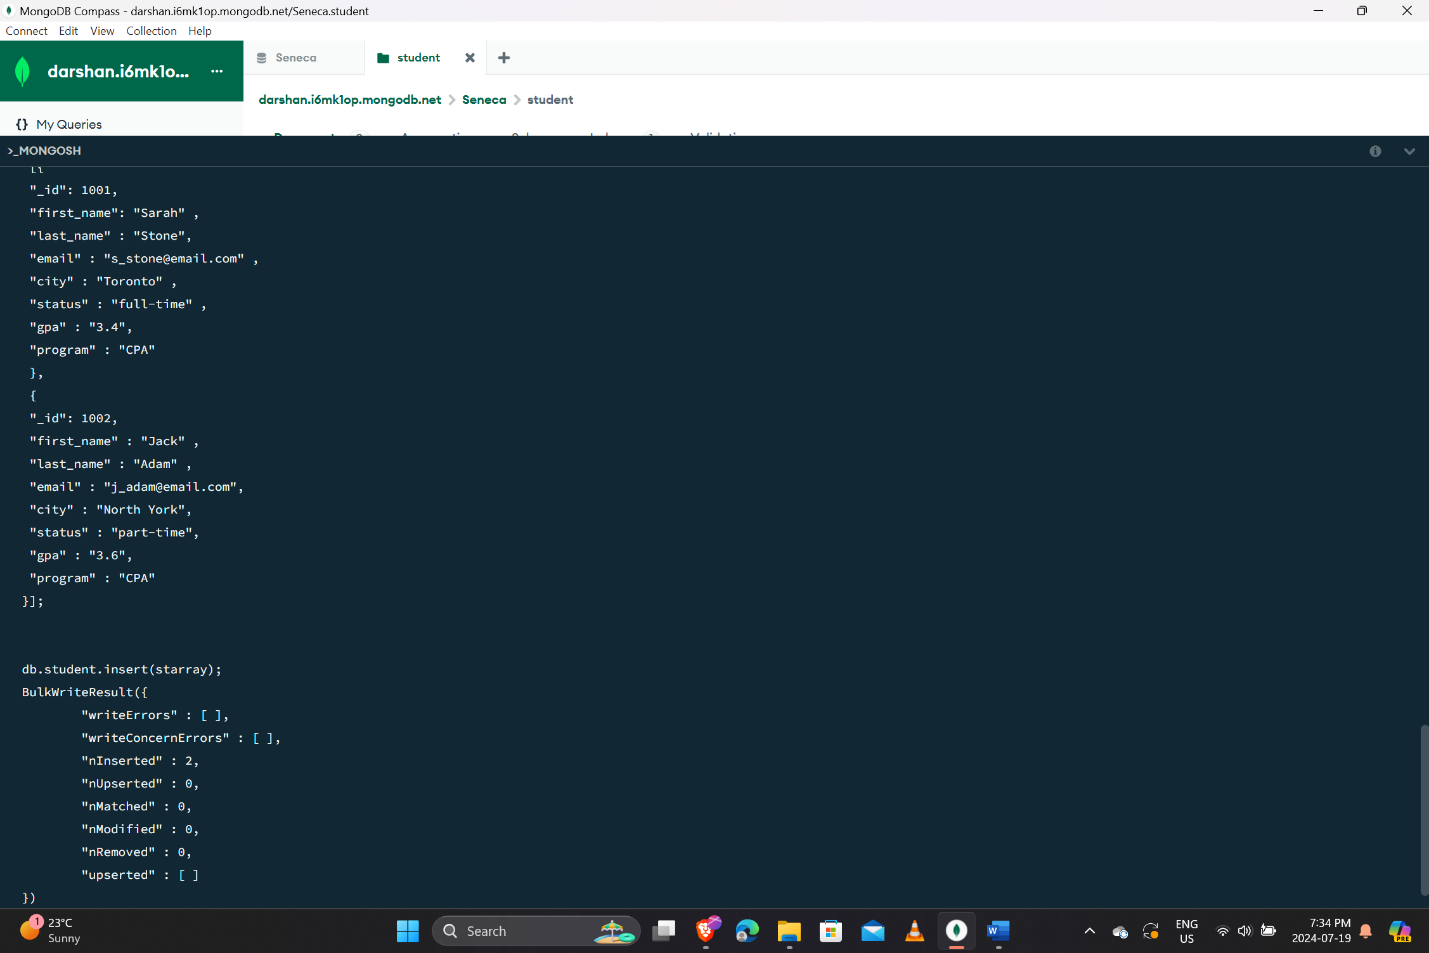 MongoDB Compass - darshan.i6mk1op.mongodb.net/Seneca.student
Connect Edit View Collection Help
darshan.i6mk1o... ...
Seneca
student
darshan.i6mk1op.mongodb.net > Seneca > student
{} My Queries
>_MONGOSH
[{
"_id": 1001,
"first_name": "Sarah" ,
"last_name" : "Stone",
"email" : "s_stone@email.com" ,
"city" : "Toronto" ,
"status" : "full-time" ,
"gpa" : "3.4",
"program" : "CPA"
},
{
"_id": 1002,
"first_name" : "Jack" ,
"last_name" : "Adam" ,
"email" : "j_adam@email.com",
"city" : "North York",
"status" : "part-time",
"gpa" : "3.6",
"program" : "CPA"
}];
db.student.insert(starray);
BulkWriteResult({
"writeErrors" : [ ],
"writeConcernErrors" : [ ],
"nInserted" : 2,
"nUpserted" : 0,
"nMatched" : 0,
"nModified" : 0,
"nRemoved" : 0,
"upserted" : [ ]
})
1
23°C
Sunny
Search
W
ENG
US
7:34 PM
2024-07-19
PRE